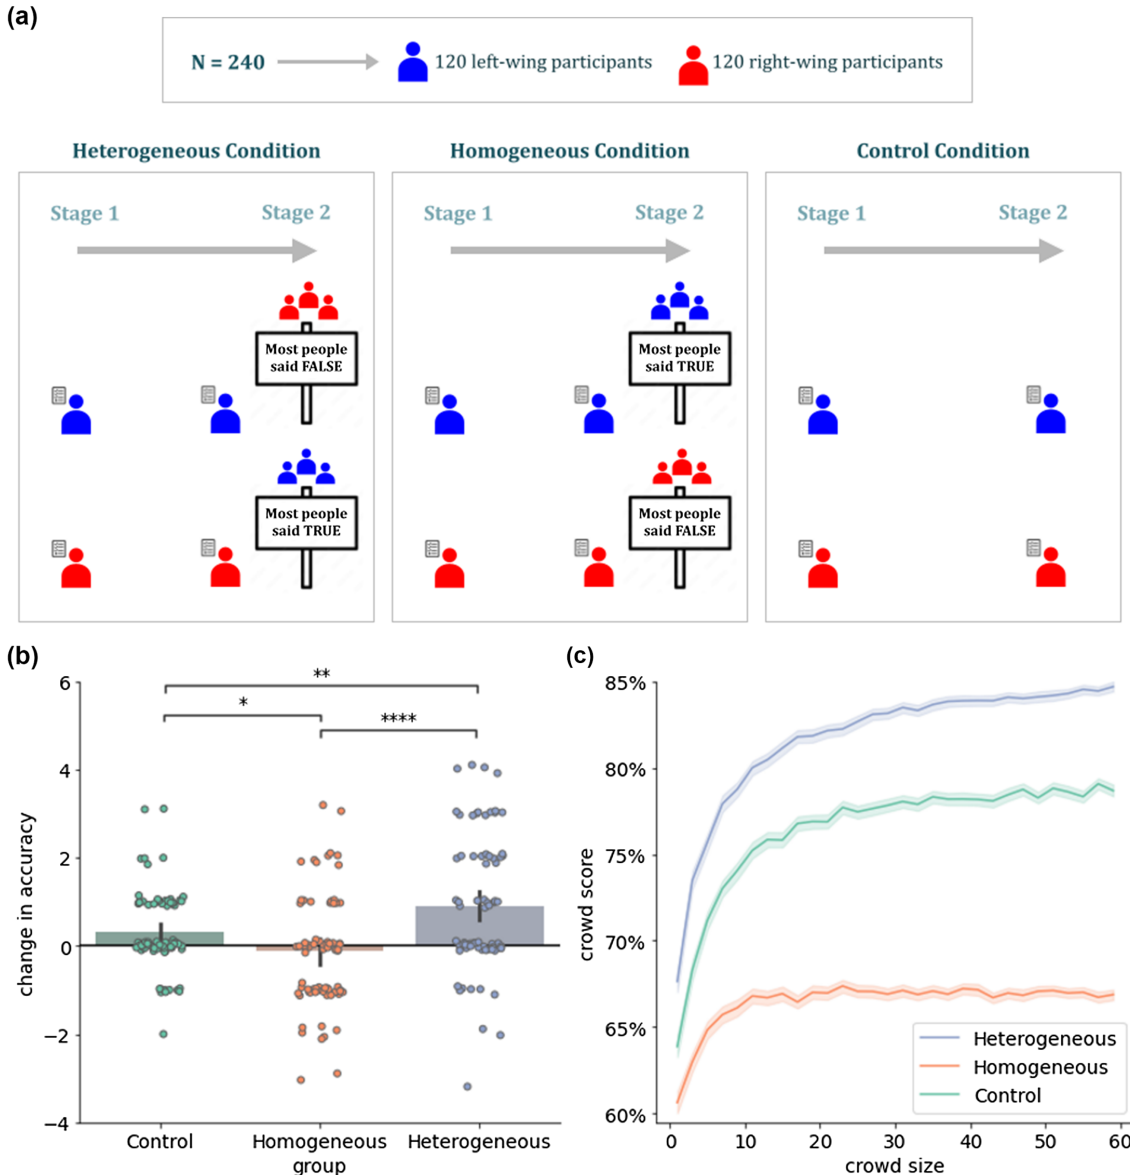 (a)
N = 240
120 left-wing participants
120 right-wing participants
Heterogeneous Condition
Homogeneous Condition
Control Condition
Stage 1
Stage 2
Most people
said FALSE
Most people
said TRUE
Stage 1
Stage 2
Most people
said TRUE
Most people
said FALSE
Stage 1
Stage 2
(b)
6
4
2
0
−2
−4
change in accuracy
**
*
****
Control
Homogeneous
Heterogeneous
group
(c)
85%
80%
75%
70%
65%
60%
crowd score
Heterogeneous
Homogeneous
Control
0
10
20
30
40
50
60
crowd size